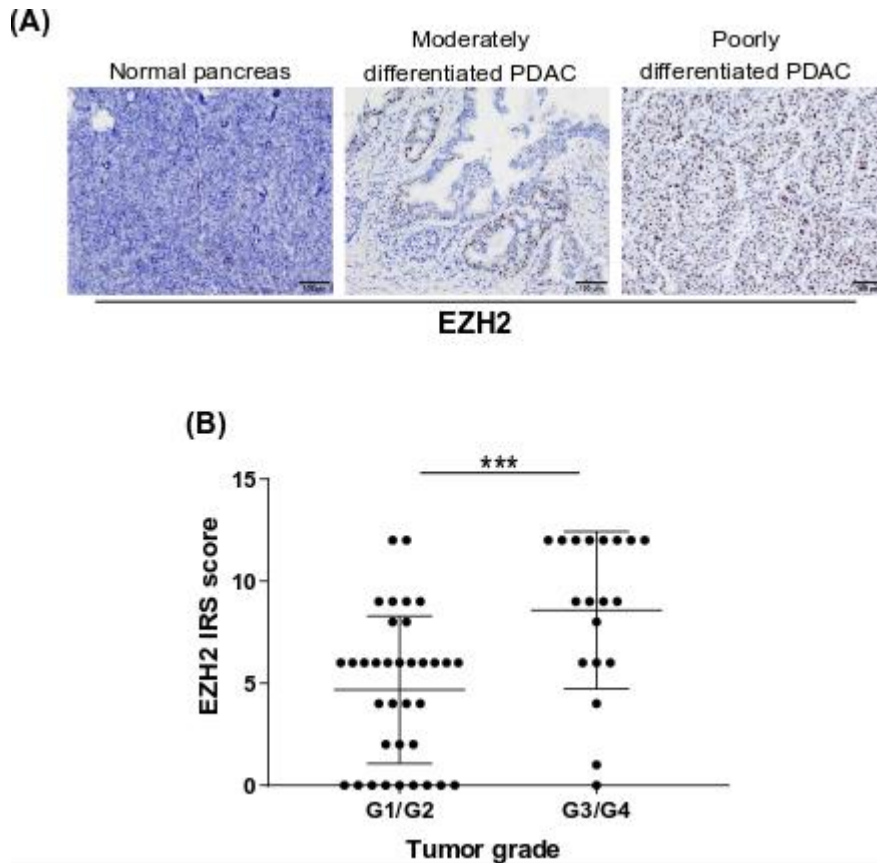 (A)
Normal pancreas
Moderately
differentiated PDAC
Poorly
differentiated PDAC
EZH2
(B)
***
15
10
5
0
EZH2 IRS score
G1/G2
G3/G4
Tumor grade